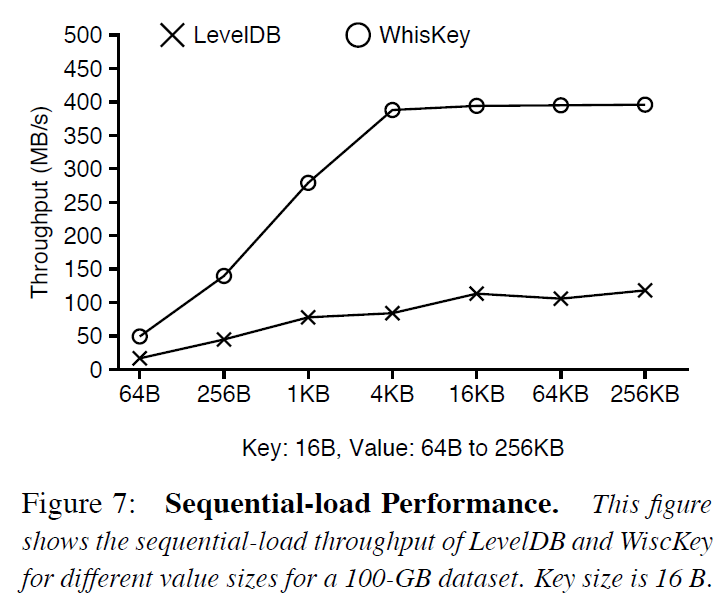 500
450
400
350
300
250
200
150
100
50
0
Throughput (MB/s)
LevelDB
WhisKey
64B 256B 1KB 4KB 16KB 64KB 256KB
Key: 16B, Value: 64B to 256KB
Figure 7: Sequential-load Performance. This figure
shows the sequential-load throughput of LevelDB and WiscKey
for different value sizes for a 100-GB dataset. Key size is 16 B.